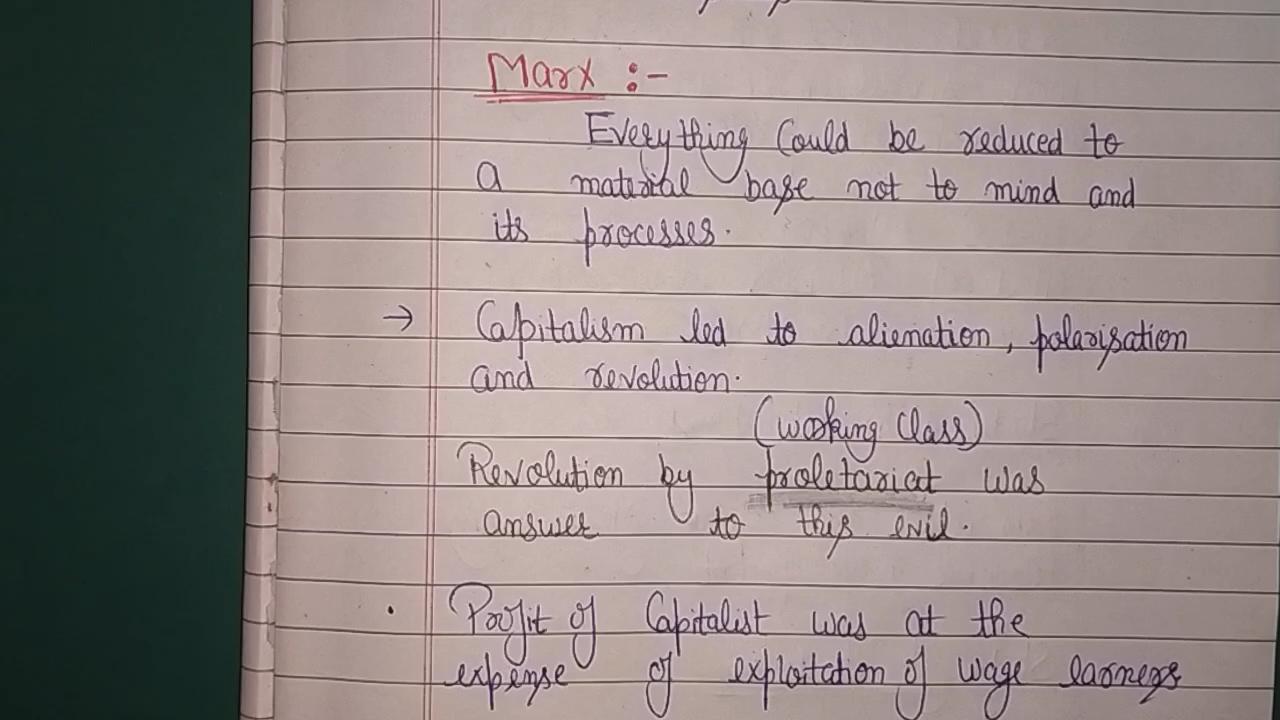 Marx :-
Everything Could be reduced to
a material base not to mind and
its processes.
→ Capitalism led to alienation, polarisation
and revolution.
(working class)
Revolution by proletariat was
answer to this evil.
• Profit of Capitalist was at the
expense of exploitation of wage earners